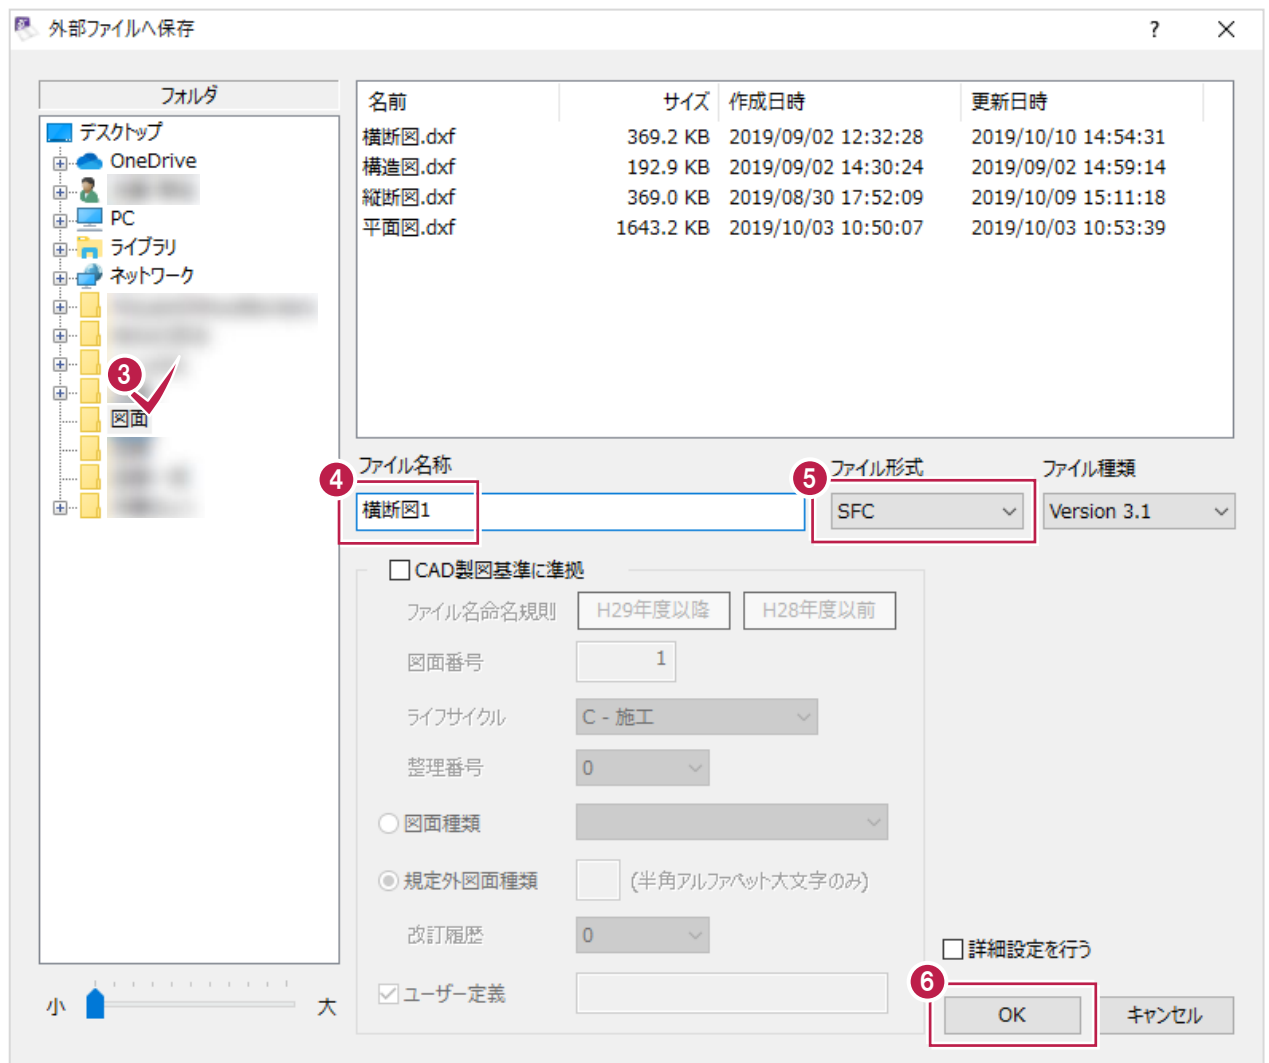 外部ファイルへ保存
?
フォルダ
デスクトップ
OneDrive
PC
ライブラリ
ネットワーク
3
図面
小
大
名前 サイズ 作成日時 更新日時
横断図.dxf 369.2 KB 2019/09/02 12:32:28 2019/10/10 14:54:31
構造図.dxf 192.9 KB 2019/09/02 14:30:24 2019/09/02 14:59:14
縦断図.dxf 369.0 KB 2019/08/30 17:52:09 2019/10/09 15:11:18
平面図.dxf 1643.2 KB 2019/10/03 10:50:07 2019/10/03 10:53:39
ファイル名称 ファイル形式 ファイル種類
4 5
横断図1 SFC Version 3.1
CAD製図基準に準拠
ファイル名命名規則 H29年度以降 H28年度以前
図面番号 1
ライフサイクル C - 施工
整理番号 0
図面種類
規定外図面種類 (半角アルファベット大文字のみ)
改訂履歴 0
ユーザー定義
詳細設定を行う
6
OK キャンセル